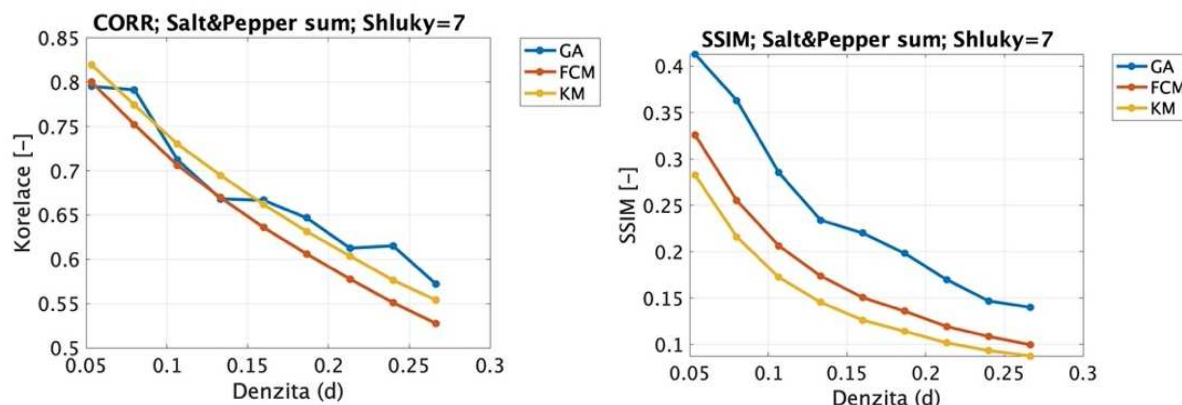 CORR; Salt&Pepper sum; Shluky=7
0.85
0.8
0.75
0.7
0.65
0.6
0.55
0.5
Korelace [-]
0.05 0.1 0.15 0.2 0.25 0.3
Denzita (d)
GA
FCM
KM
SSIM; Salt&Pepper sum; Shluky=7
0.4
0.35
0.3
0.25
0.2
0.15
0.1
SSIM [-]
0.05 0.1 0.15 0.2 0.25 0.3
Denzita (d)
GA
FCM
KM